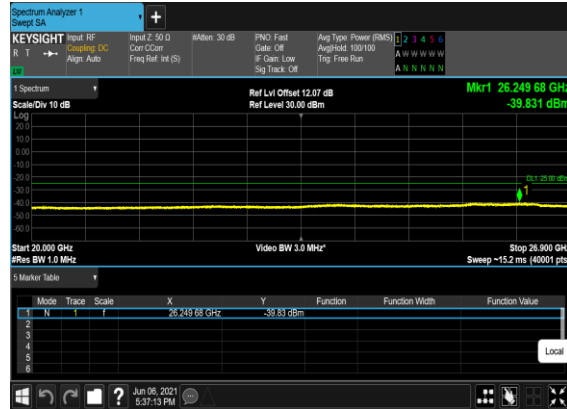 Spectrum Analyzer 1
Swept SA
+
KEYSIGHT Input: RF Input Z: 50 Ω #Atten: 30 dB PNO: Fast Avg Type: Power (RMS) 1 2 3 4 5 6
R T Coupling: DC Corr CCorr Gate: Off Avg|Hold: 100/100 A W W W W W
Align: Auto Freq Ref: Int (S) IF Gain: Low Trig: Free Run
Sig Track: Off A N N N N N
1 Spectrum Ref Lvl Offset 12.07 dB Mkr1 26.249 68 GHz
Scale/Div 10 dB Ref Level 30.00 dBm -39.831 dBm
Log
20.0
10.0
0.00
-10.0
-20.0
DL1 -25.00 dBm
-30.0
1
-40.0
-50.0
-60.0
Start 20.000 GHz Video BW 3.0 MHz* Stop 26.900 GHz
#Res BW 1.0 MHz Sweep ~15.2 ms (40001 pts)
5 Marker Table
Mode Trace Scale X Y Function Function Width Function Value
1 N 1 f 26.249 68 GHz -39.83 dBm
2
3
4
5
6
Local
? Jun 06, 2021
5:37:13 PM